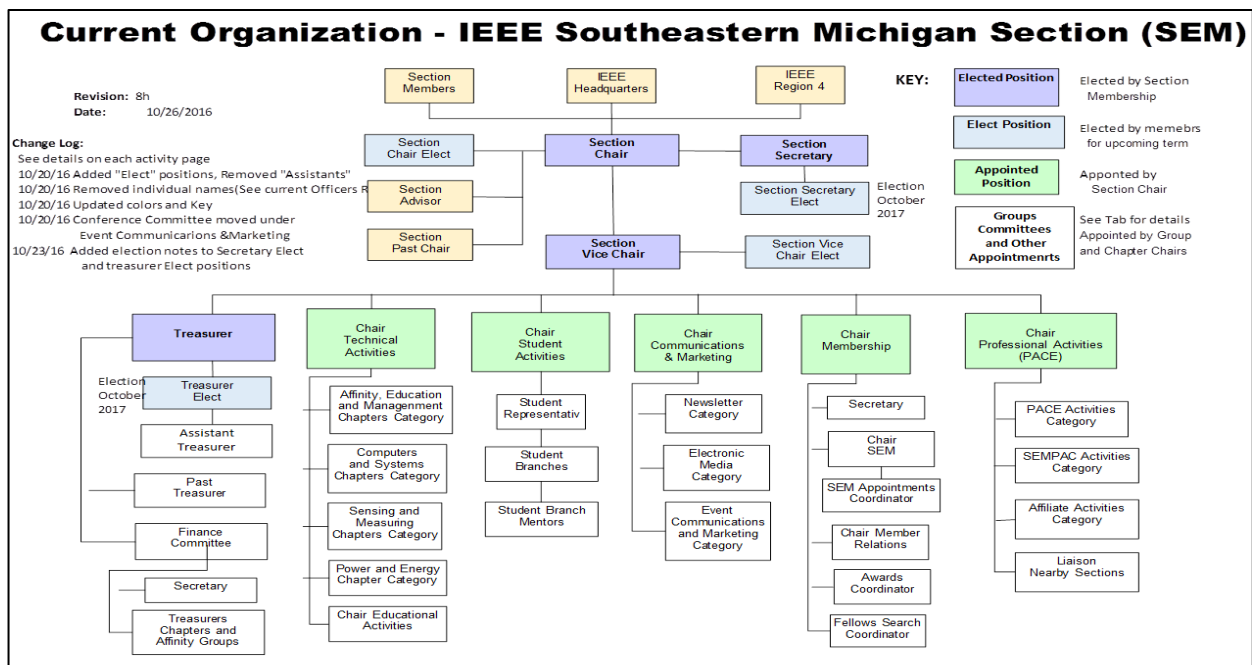 Current Organization - IEEE Southeastern Michigan Section (SEM)
Revision: 8h
Date: 10/26/2016
Change Log:
See details on each activity page
10/20/16 Added "Elect" positions, Removed "Assistants"
10/20/16 Removed individual names(See current Officers R
10/20/16 Updated colors and Key
10/20/16 Conference Committee moved under
Event Communicarions &Marketing
10/23/16 Added election notes to Secretary Elect
and treasurer Elect positions
Section
Members
IEEE
Headquarters
IEEE
Region 4
KEY:
Elected Position
Elected by Section
Membership
Elect Position
Elected by memebrs
for upcoming term
Appointed
Position
Apponted by
Section Chair
Groups
Committees
and Other
Appointmenrts
See Tab for details
Appointed by Group
and Chapter Chairs
Section
Chair Elect
Section
Chair
Section
Secretary
Section
Advisor
Section Secretary
Elect
Election
October
2017
Section
Past Chair
Section
Vice Chair
Section Vice
Chair Elect
Treasurer
Election
October
2017
Treasurer
Elect
Assistant
Treasurer
Past
Treasurer
Finance
Committee
Secretary
Treasurers
Chapters and
Affinity Groups
Chair
Technical
Activities
Affinity, Education
and Managenment
Chapters Category
Computers
and Systems
Chapters Category
Sensing and
Measuring
Chapters Category
Power and Energy
Chapter Category
Chair Educational
Activities
Chair
Student
Activities
Student
Representativ
Student
Branches
Student Branch
Mentors
Chair
Communications
& Marketing
Newsletter
Category
Electronic
Media
Category
Event
Communications
and Marketing
Category
Chair
Membership
Secretary
Chair
SEM
SEM Appointments
Coordinator
Chair Member
Relations
Awards
Coordinator
Fellows Search
Coordinator
Chair
Professional Activities
(PACE)
PACE Activities
Category
SEMPAC Activities
Category
Affiliate Activities
Category
Liaison
Nearby Sections